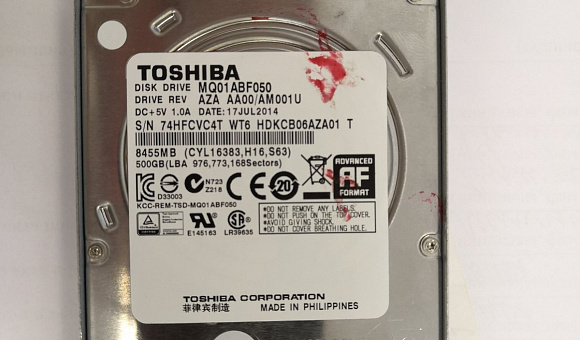 TOSHIBA
DISK DRIVE MQ01ABF050
DRIVE REV AZA AA00/AM001U
DC+5V 1.0A DATE:17JUL2014
S/N 74HFCVC4T WT6 HDKCB06AZA01 T
8455MB (CYL16383,H16,S63)
500GB(LBA 976,773,168Sectors)
D33003
N723
Z218
20
ADVANCED
AF
FORMAT
KCC-REM-TSD-MQ01ABF050
E145163
LR39635
*DO NOT REMOVE ANY LABELS.
*DO NOT PUSH ON THE TOP COVER.
*AVOID GIVING SHOCK.
*DO NOT COVER BREATHING HOLE.
TOSHIBA CORPORATION
菲律宾制造 MADE IN PHILIPPINES